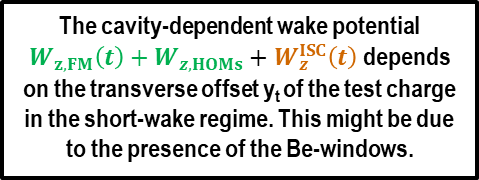 The cavity-dependent wake potential
W_{z,FM}(t) + W_{z,HOMs} + W_z^{ISC}(t) depends
on the transverse offset y_t of the test charge
in the short-wake regime. This might be due
to the presence of the Be-windows.